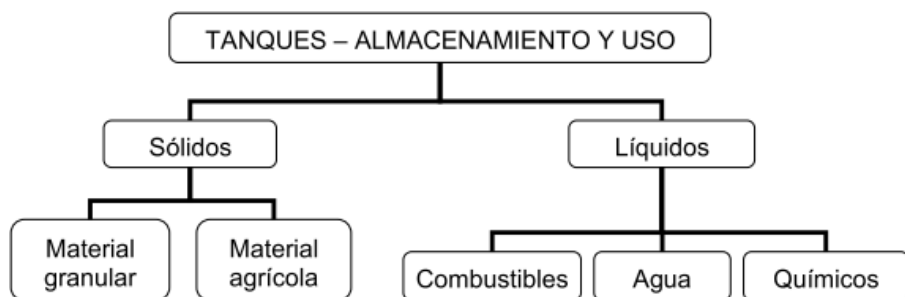 TANQUES – ALMACENAMIENTO Y USO
Sólidos
Líquidos
Material
granular
Material
agrícola
Combustibles
Agua
Químicos